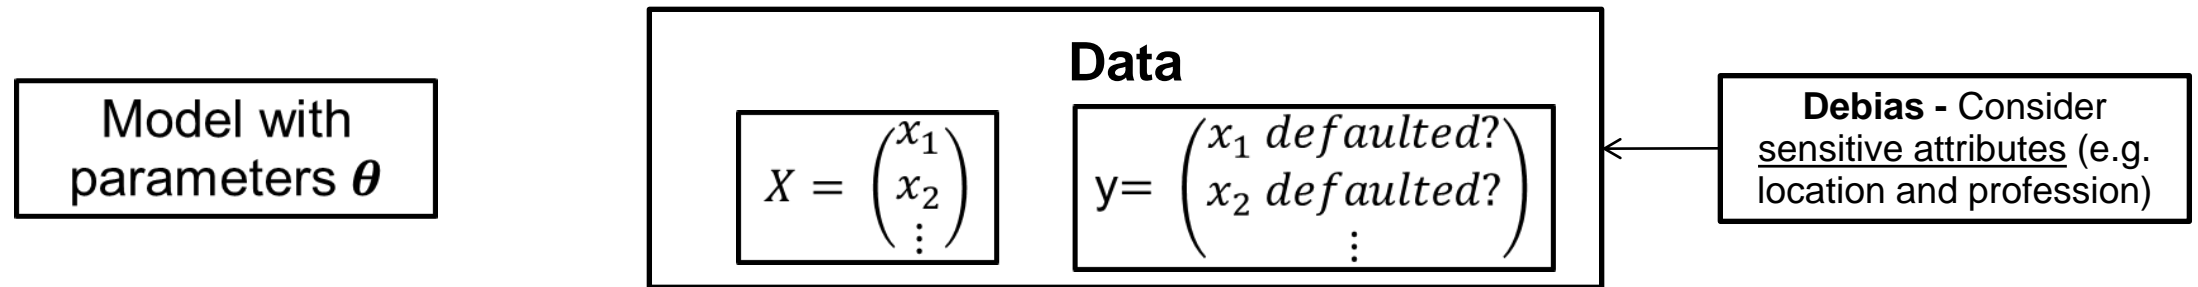 Model with
parameters 𝜽
Data
𝑋 = (𝑥₁
𝑥₂
⋮)
y= (𝑥₁ 𝑑𝑒𝑓𝑎𝑢𝑙𝑡𝑒𝑑?
𝑥₂ 𝑑𝑒𝑓𝑎𝑢𝑙𝑡𝑒𝑑?
⋮)
Debias - Consider
sensitive attributes (e.g.
location and profession)